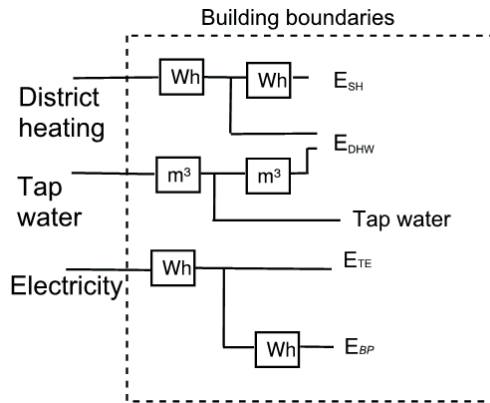 Building boundaries
Wh
Wh
E_SH
District
heating
E_DHW
m³
m³
Tap
water
Tap water
Wh
E_TE
Electricity
Wh
E_BP